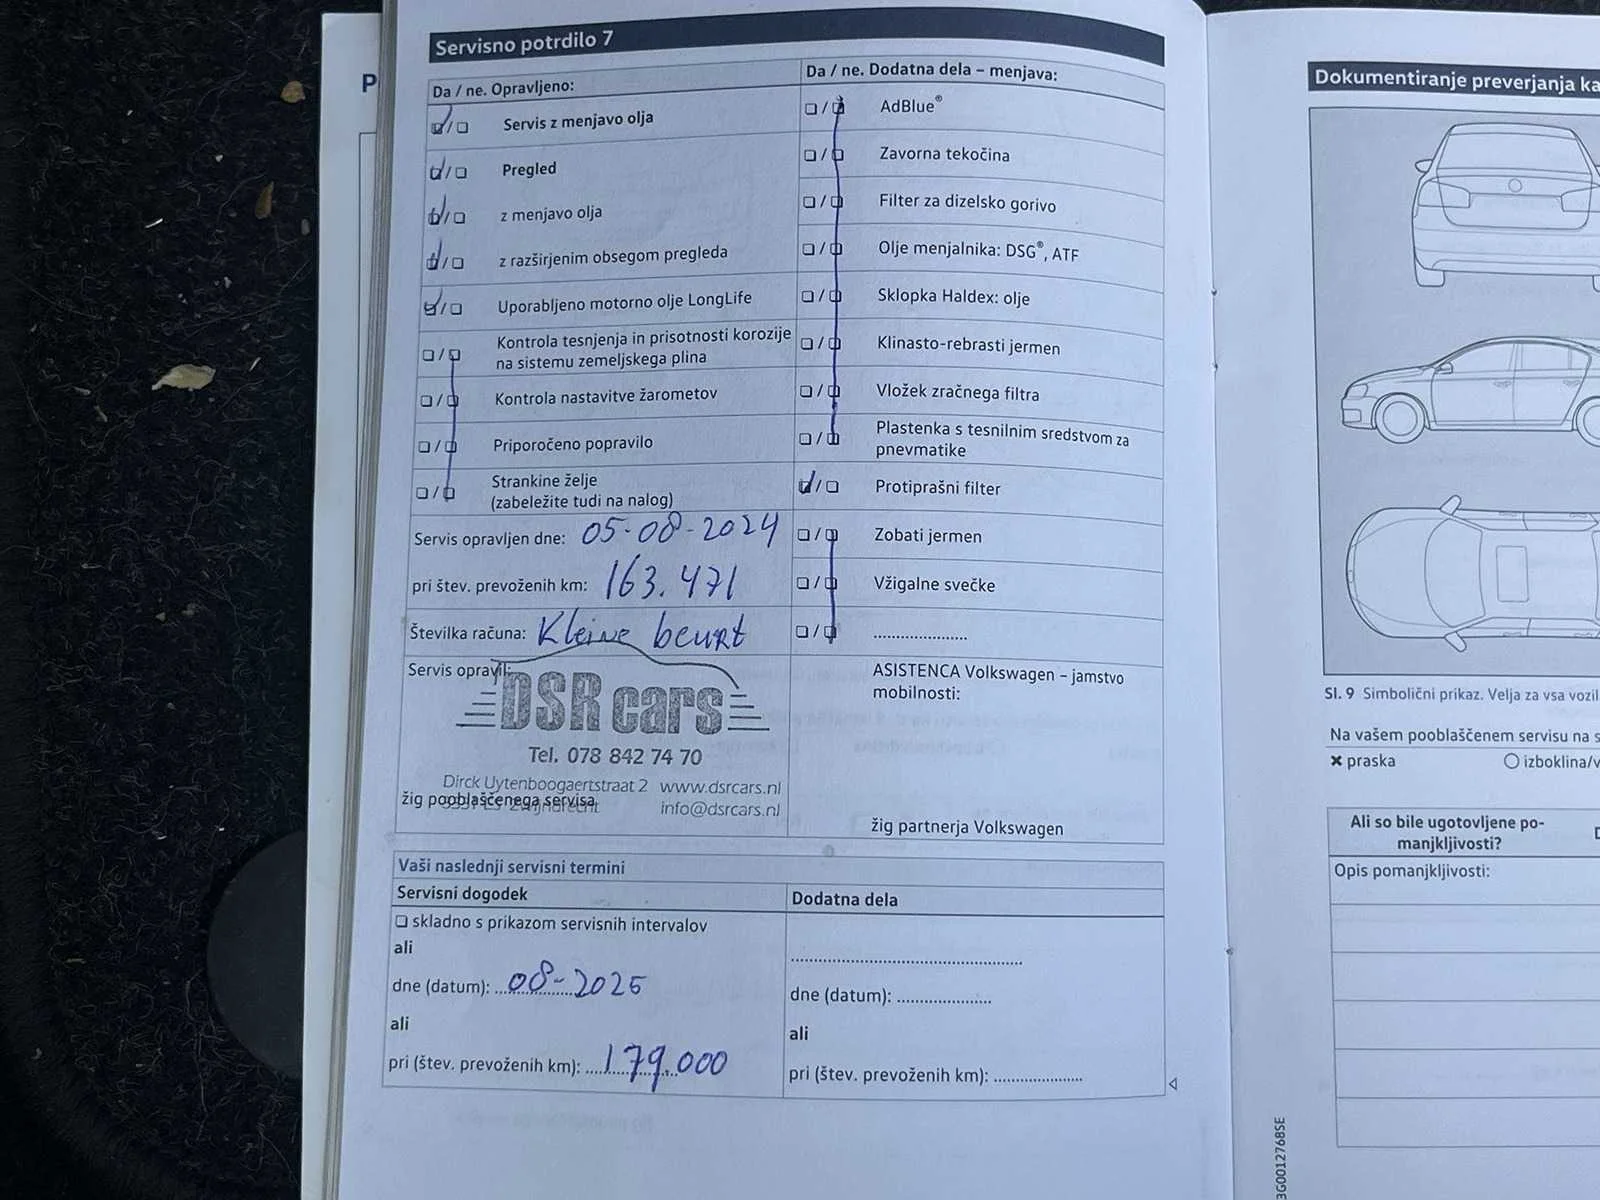 P
Servisno potrdilo 7
Da / ne. Opravljeno:
Servis z menjavo olja
Pregled
z menjavo olja
z razširjenim obsegom pregleda
Uporabljeno motorno olje LongLife
Kontrola tesnjenja in prisotnosti korozije
na sistemu zemeljskega plina
Kontrola nastavitve žarometov
Priporočeno popravilo
Strankine želje
(zabeležite tudi na nalog)
Servis opravljen dne: 05-08-2024
pri štev. prevoženih km: 163.471
Številka računa: Kleine beurt
Servis opravil:
DSR cars
Tel. 078 842 74 70
Dirck Uytenboogaertstraat 2 www.dsrcars.nl
Zwijndrecht info@dsrcars.nl
žig pooblaščenega servisa
Da / ne. Dodatna dela – menjava:
AdBlue®
Zavorna tekočina
Filter za dizelsko gorivo
Olje menjalnika: DSG®, ATF
Sklopka Haldex: olje
Klinasto-rebrasti jermen
Vložek zračnega filtra
Plastenka s tesnilnim sredstvom za
pnevmatike
Protiprašni filter
Zobati jermen
Vžigalne svečke
....................
ASISTENCA Volkswagen – jamstvo
mobilnosti:
žig partnerja Volkswagen
Vaši naslednji servisni termini
Servisni dogodek
skladno s prikazom servisnih intervalov
ali
dne (datum): 08-2025
ali
pri (štev. prevoženih km): 179.000
Dodatna dela
dne (datum): ....................
ali
pri (štev. prevoženih km): ....................
Dokumentiranje preverjanja ka
Sl. 9 Simbolični prikaz. Velja za vsa vozil
Na vašem pooblaščenem servisu na s
praska
izboklina/v
Ali so bile ugotovljene po-
manjkljivosti?
Opis pomanjkljivosti:
3G0012768SE